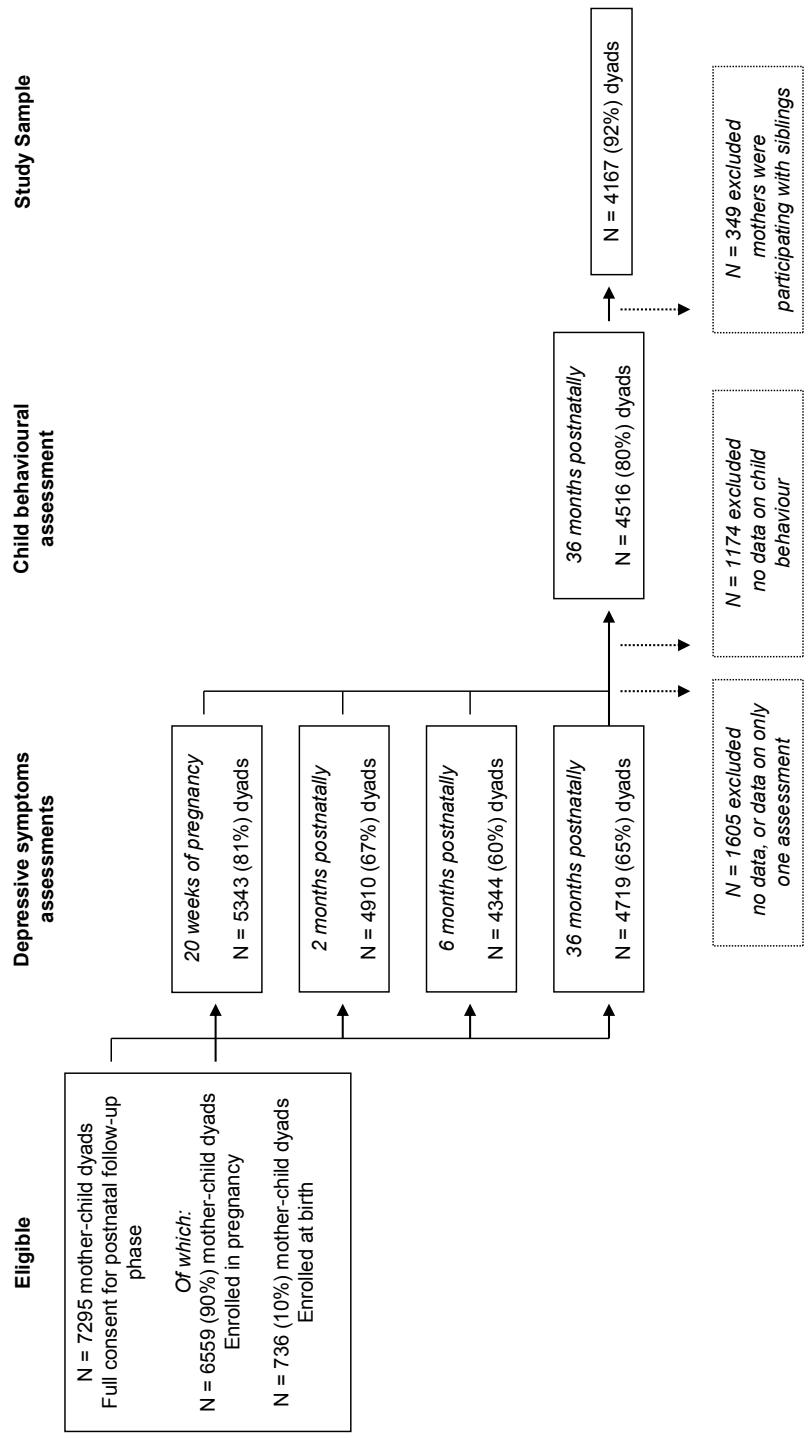 Eligible
N = 7295 mother-child dyads
Full consent for postnatal follow-up
phase
Of which:
N = 6559 (90%) mother-child dyads
Enrolled in pregnancy
N = 736 (10%) mother-child dyads
Enrolled at birth
Depressive symptoms
assessments
20 weeks of pregnancy
N = 5343 (81%) dyads
2 months postnatally
N = 4910 (67%) dyads
6 months postnatally
N = 4344 (60%) dyads
36 months postnatally
N = 4719 (65%) dyads
N = 1605 excluded
no data, or data on only
one assessment
Child behavioural
assessment
36 months postnatally
N = 4516 (80%) dyads
N = 1174 excluded
no data on child
behaviour
Study Sample
N = 4167 (92%) dyads
N = 349 excluded
mothers were
participating with siblings